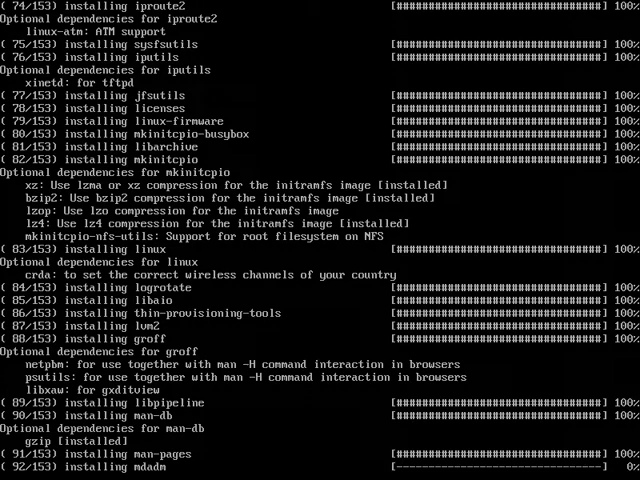 ( 74/153) installing iproute2 [##############################] 100%
Optional dependencies for iproute2
linux-atm: ATM support
( 75/153) installing sysfsutils [##############################] 100%
( 76/153) installing iputils [##############################] 100%
Optional dependencies for iputils
xinetd: for tftpd
( 77/153) installing jfsutils [##############################] 100%
( 78/153) installing licenses [##############################] 100%
( 79/153) installing linux-firmware [##############################] 100%
( 80/153) installing mkinitcpio-busybox [##############################] 100%
( 81/153) installing libarchive [##############################] 100%
( 82/153) installing mkinitcpio [##############################] 100%
Optional dependencies for mkinitcpio
xz: Use lzma or xz compression for the initramfs image [installed]
bzip2: Use bzip2 compression for the initramfs image [installed]
lzop: Use lzo compression for the initramfs image
lz4: Use lz4 compression for the initramfs image [installed]
mkinitcpio-nfs-utils: Support for root filesystem on NFS
( 83/153) installing linux [##############################] 100%
Optional dependencies for linux
crda: to set the correct wireless channels of your country
( 84/153) installing logrotate [##############################] 100%
( 85/153) installing libaio [##############################] 100%
( 86/153) installing thin-provisioning-tools [##############################] 100%
( 87/153) installing lvm2 [##############################] 100%
( 88/153) installing groff [##############################] 100%
Optional dependencies for groff
netpbm: for use together with man -H command interaction in browsers
psutils: for use together with man -H command interaction in browsers
libxaw: for gxditview
( 89/153) installing libpipeline [##############################] 100%
( 90/153) installing man-db [##############################] 100%
Optional dependencies for man-db
gzip [installed]
( 91/153) installing man-pages [##############################] 100%
( 92/153) installing mdadm [------------------------------] 0%